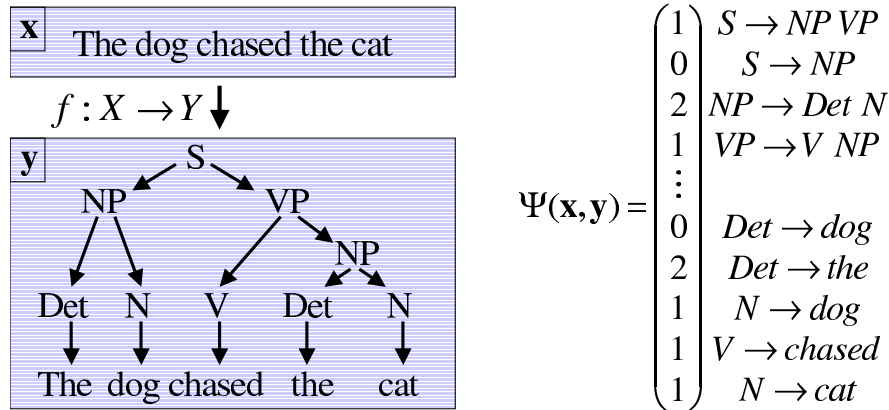 x
The dog chased the cat
f : X → Y
y
S
NP VP
NP
Det N V Det N
The dog chased the cat
Ψ(x,y) =
1 S → NP VP
0 S → NP
2 NP → Det N
1 VP → V NP
⋮
0 Det → dog
2 Det → the
1 N → dog
1 V → chased
1 N → cat